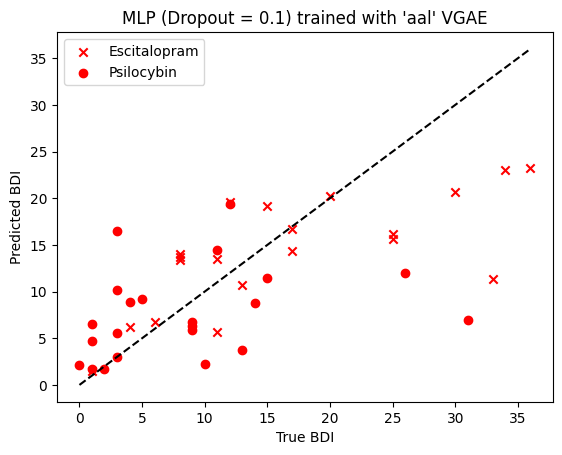 MLP (Dropout = 0.1) trained with 'aal' VGAE
Escitalopram
Psilocybin
Predicted BDI
35
30
25
20
15
10
5
0
0 5 10 15 20 25 30 35
True BDI